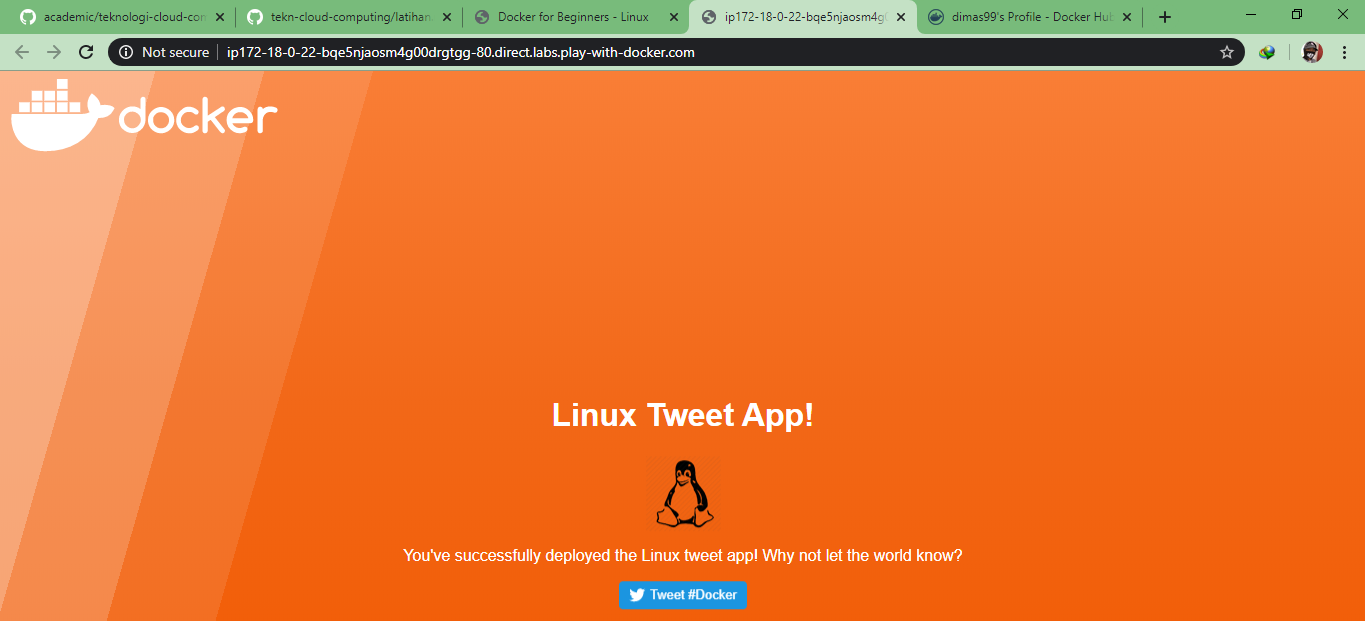 academic/teknologi-cloud-com
tekn-cloud-computing/latihan.
Docker for Beginners - Linux
ip172-18-0-22-bqe5njaosm4g0
dimas99's Profile - Docker Hub
Not secure
ip172-18-0-22-bqe5njaosm4g00drgtgg-80.direct.labs.play-with-docker.com
docker
Linux Tweet App!
You've successfully deployed the Linux tweet app! Why not let the world know?
Tweet #Docker